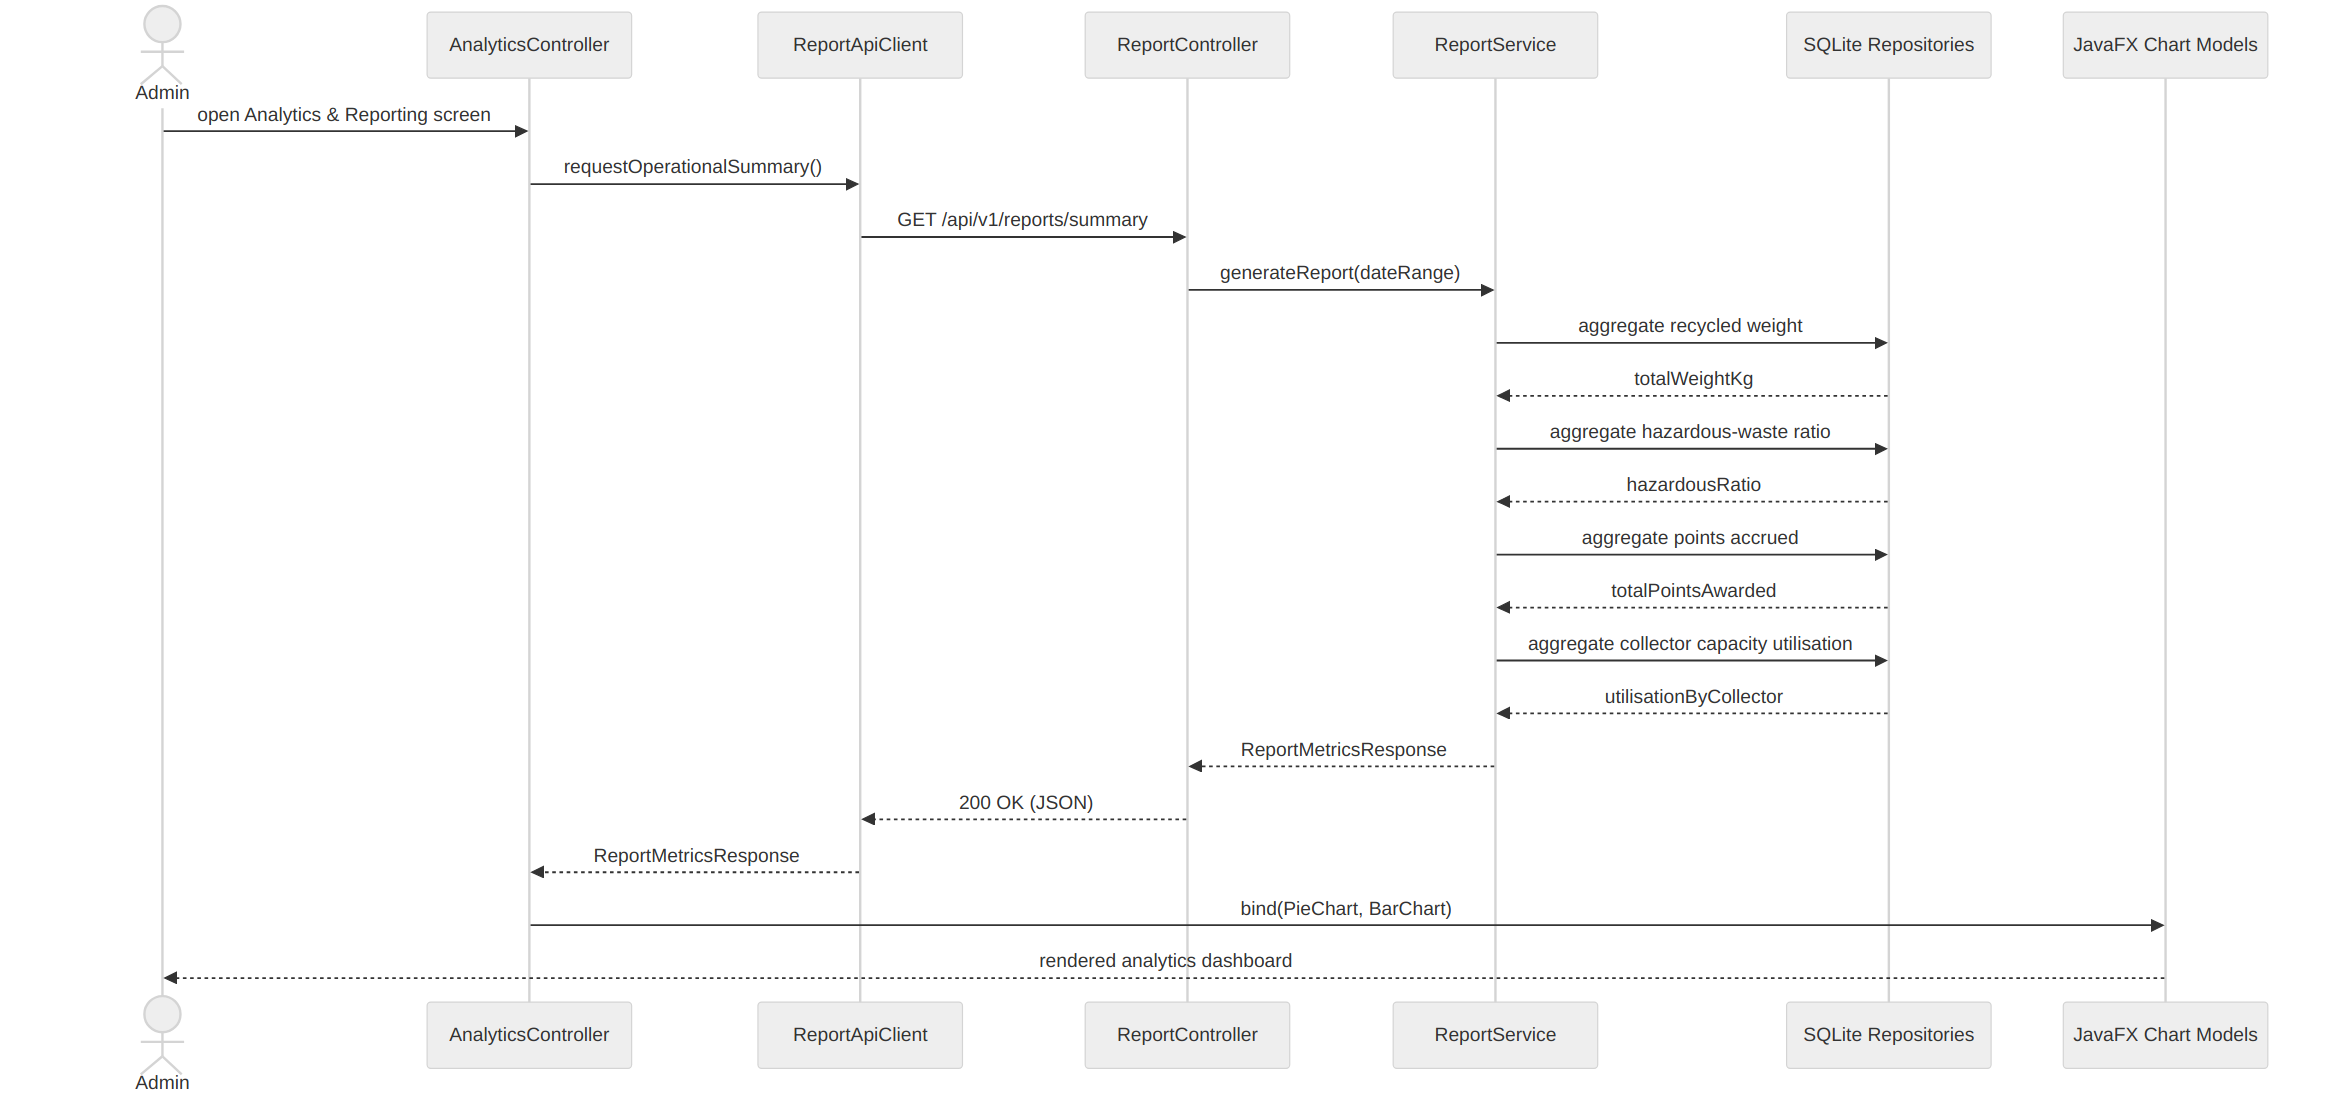 AnalyticsController
ReportApiClient
ReportController
ReportService
SQLite Repositories
JavaFX Chart Models
Admin
open Analytics & Reporting screen
requestOperationalSummary()
GET /api/v1/reports/summary
generateReport(dateRange)
aggregate recycled weight
totalWeightKg
aggregate hazardous-waste ratio
hazardousRatio
aggregate points accrued
totalPointsAwarded
aggregate collector capacity utilisation
utilisationByCollector
ReportMetricsResponse
200 OK (JSON)
ReportMetricsResponse
bind(PieChart, BarChart)
rendered analytics dashboard
AnalyticsController
ReportApiClient
ReportController
ReportService
SQLite Repositories
JavaFX Chart Models
Admin